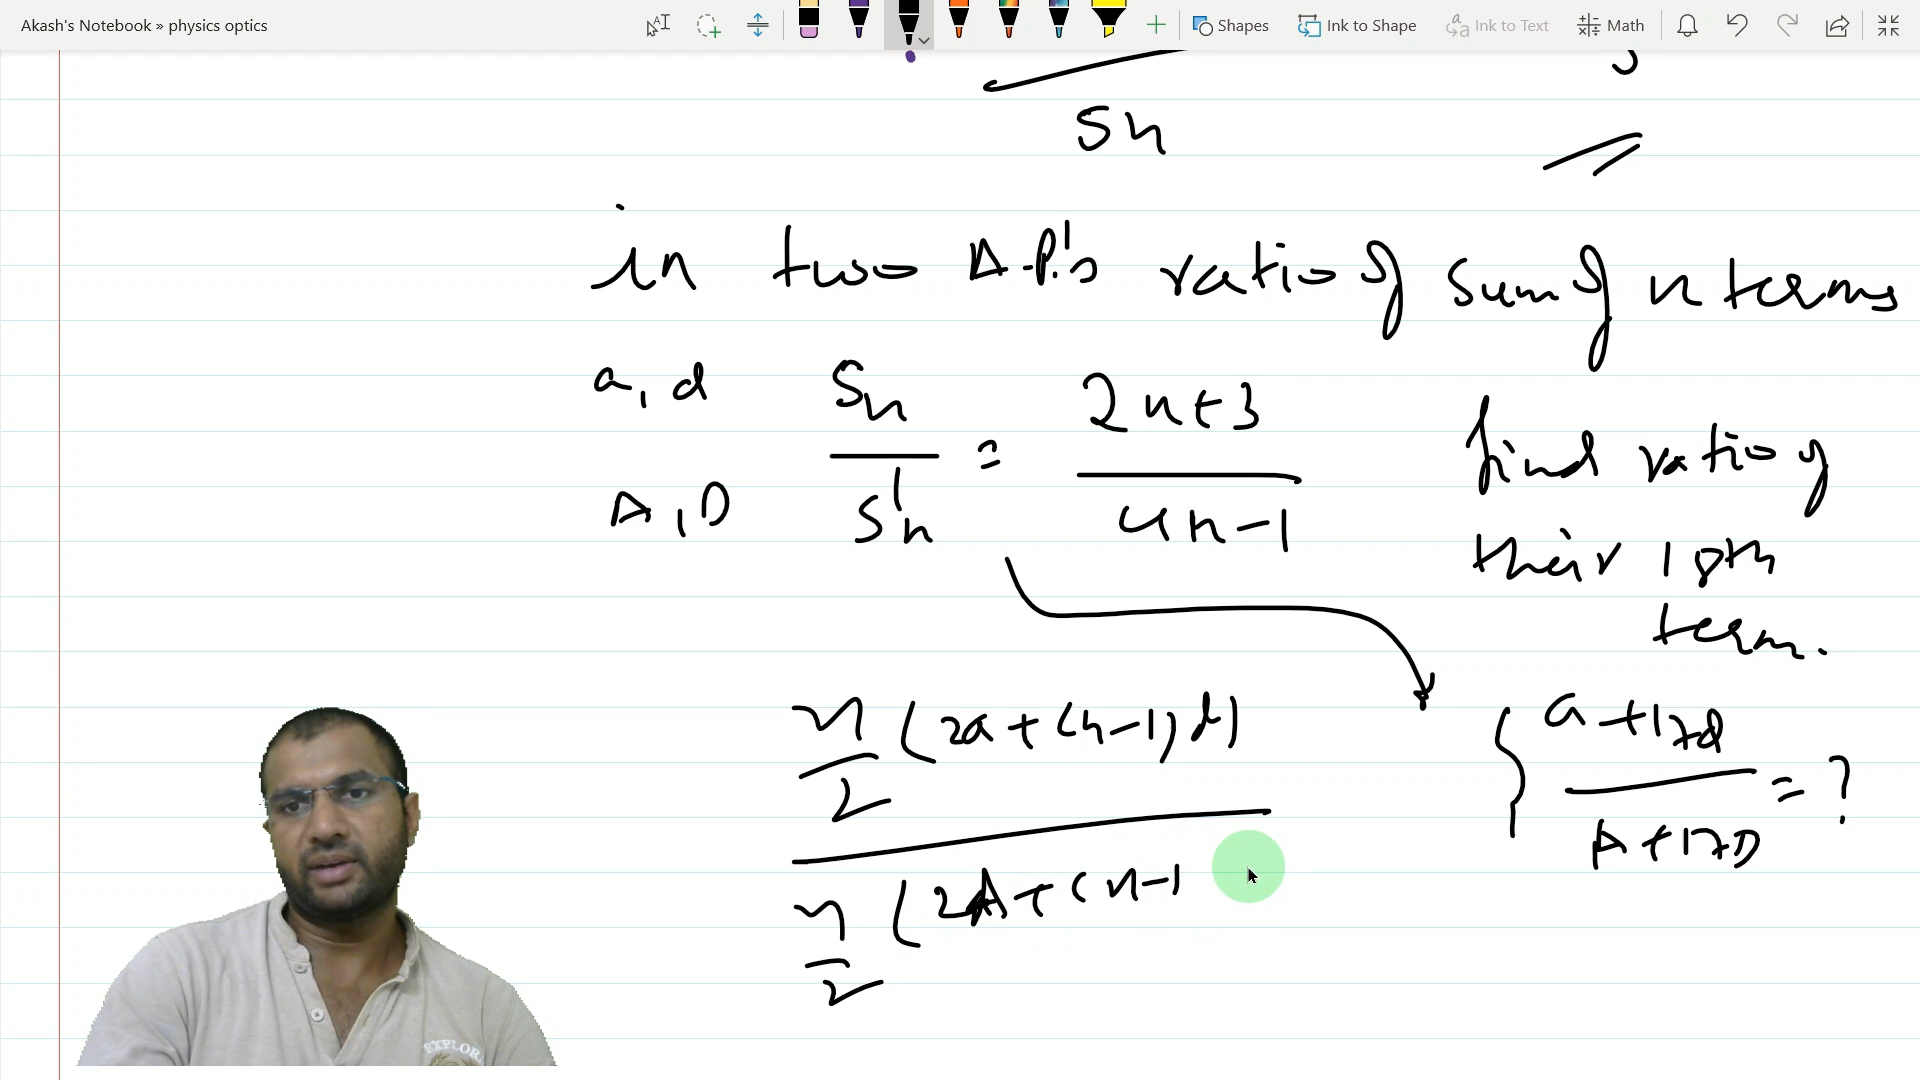 Akash's Notebook » physics optics
Shapes Ink to Shape Ink to Text Math
Sn
in two A.P.'s ratio of sum of n terms
a, d Sn / S'n = 2n+3 / 4n-1
A, D
find ratio of
their 18th
term.
n/2 (2a + (n-1)d)
n/2 (2A + (n-1
{ a + 17d / A + 17D = ?
EXPLOR